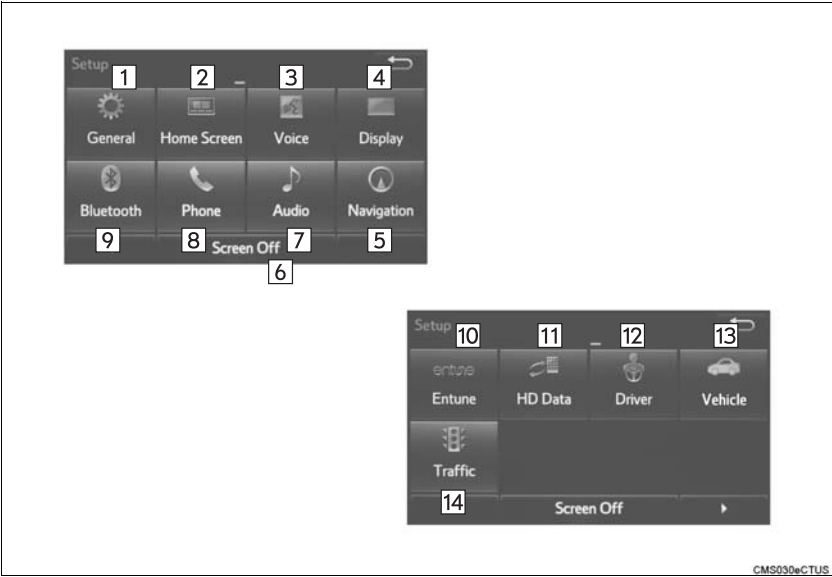 Setup
1 2 3 4
General Home Screen Voice Display
Bluetooth Phone Audio Navigation
9 8 7 5
Screen Off
6
Setup
10 11 12 13
entune
Entune HD Data Driver Vehicle
Traffic
14
Screen Off
CMS030eCTUS